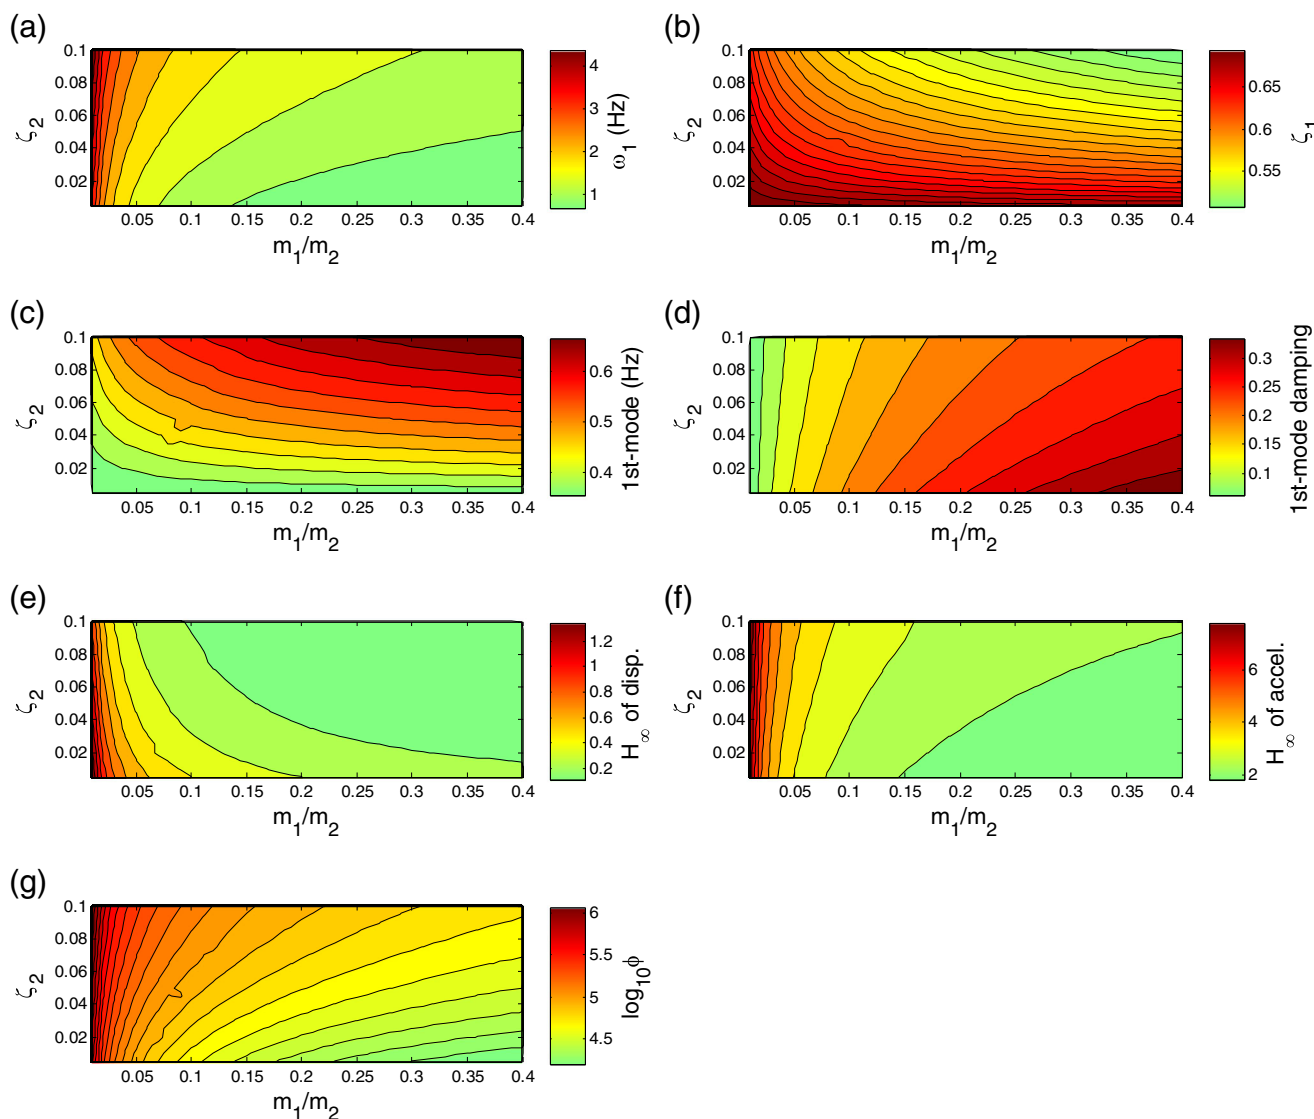 (a)
0.1
0.08
0.06
0.04
0.02
ζ2
0.05 0.1 0.15 0.2 0.25 0.3 0.35 0.4
m1/m2
4
3
2
1
ω1 (Hz)
(b)
0.1
0.08
0.06
0.04
0.02
ζ2
0.05 0.1 0.15 0.2 0.25 0.3 0.35 0.4
m1/m2
0.65
0.6
0.55
ζ1
(c)
0.1
0.08
0.06
0.04
0.02
ζ2
0.05 0.1 0.15 0.2 0.25 0.3 0.35 0.4
m1/m2
0.6
0.5
0.4
1st-mode (Hz)
(d)
0.1
0.08
0.06
0.04
0.02
ζ2
0.05 0.1 0.15 0.2 0.25 0.3 0.35 0.4
m1/m2
0.3
0.25
0.2
0.15
0.1
1st-mode damping
(e)
0.1
0.08
0.06
0.04
0.02
ζ2
0.05 0.1 0.15 0.2 0.25 0.3 0.35 0.4
m1/m2
1.2
1
0.8
0.6
0.4
0.2
H∞ of disp.
(f)
0.1
0.08
0.06
0.04
0.02
ζ2
0.05 0.1 0.15 0.2 0.25 0.3 0.35 0.4
m1/m2
6
4
2
H∞ of accel.
(g)
0.1
0.08
0.06
0.04
0.02
ζ2
0.05 0.1 0.15 0.2 0.25 0.3 0.35 0.4
m1/m2
6
5.5
5
4.5
log10ϕ